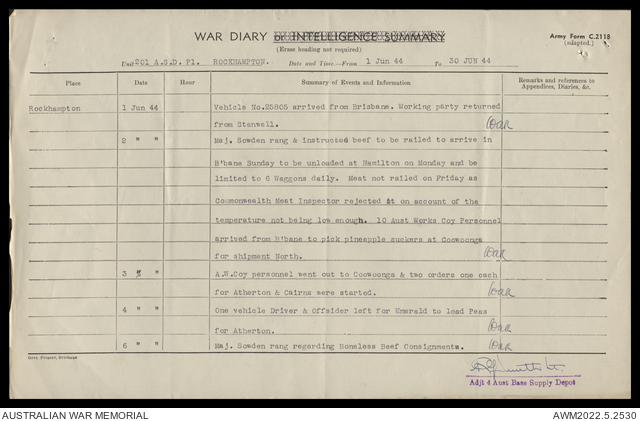 WAR DIARY or INTELLIGENCE SUMMARY
Army Form C.2118
(adapted.)
(Erase heading not required)
Unit 201 A.S.D. Pl. ROCKHAMPTON. Date and Time.—From 1 Jun 44 To 30 JUN 44
Place Date Hour Summary of Events and Information Remarks and references to Appendices, Diaries, &c.
Rockhampton 1 Jun 44 Vehicle No.25805 arrived from Brisbane. Working party returned
from Stanwell.
2 " " Maj. Sowden rang & instructed beef to be railed to arrive in
B'bane Sunday to be unloaded at Hamilton on Monday and be
limited to 6 Waggons daily. Meat not railed on Friday as
Commonwealth Meat Inspector rejected it on account of the
temperature not being low enough. 10 Aust Works Coy Personnel
arrived from B'bane to pick pineapple suckers at Coowoonga
for shipment North.
3 " " A.W.Coy personnel went out to Coowoonga & two orders one each
for Atherton & Cairns were started.
4 " " One vehicle Driver & Offsider left for Emerald to load Peas
for Atherton.
6 " " Maj. Sowden rang regarding Boneless Beef Consignments.
Govt. Printer, Brisbane
Adjt 4 Aust Base Supply Depot
AUSTRALIAN WAR MEMORIAL
AWM2022.5.2530